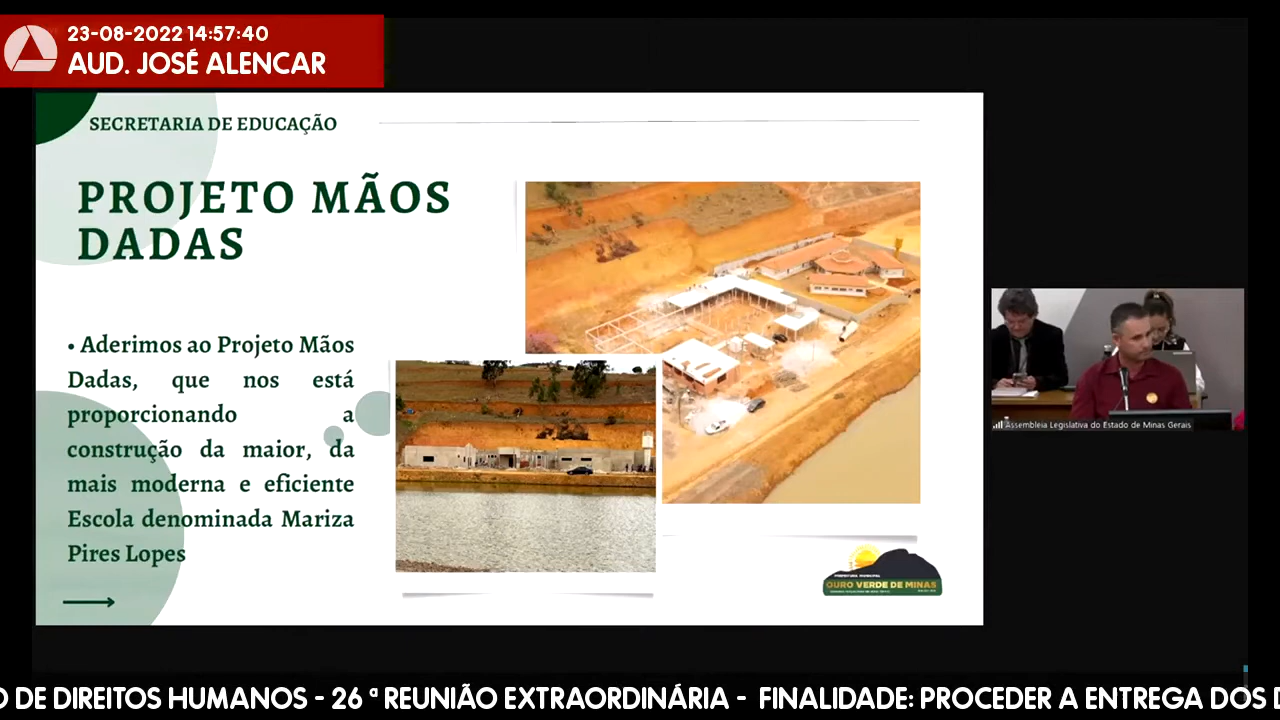 23-08-2022 14:57:40
AUD. JOSÉ ALENCAR
SECRETARIA DE EDUCAÇÃO
PROJETO MÃOS
DADAS
• Aderimos ao Projeto Mãos
Dadas, que nos está
proporcionando a
construção da maior, da
mais moderna e eficiente
Escola denominada Mariza
Pires Lopes
PREFEITURA MUNICIPAL
OURO VERDE DE MINAS
Assembleia Legislativa do Estado de Minas Gerais
O DE DIREITOS HUMANOS - 26 ª REUNIÃO EXTRAORDINÁRIA - FINALIDADE: PROCEDER A ENTREGA DOS D